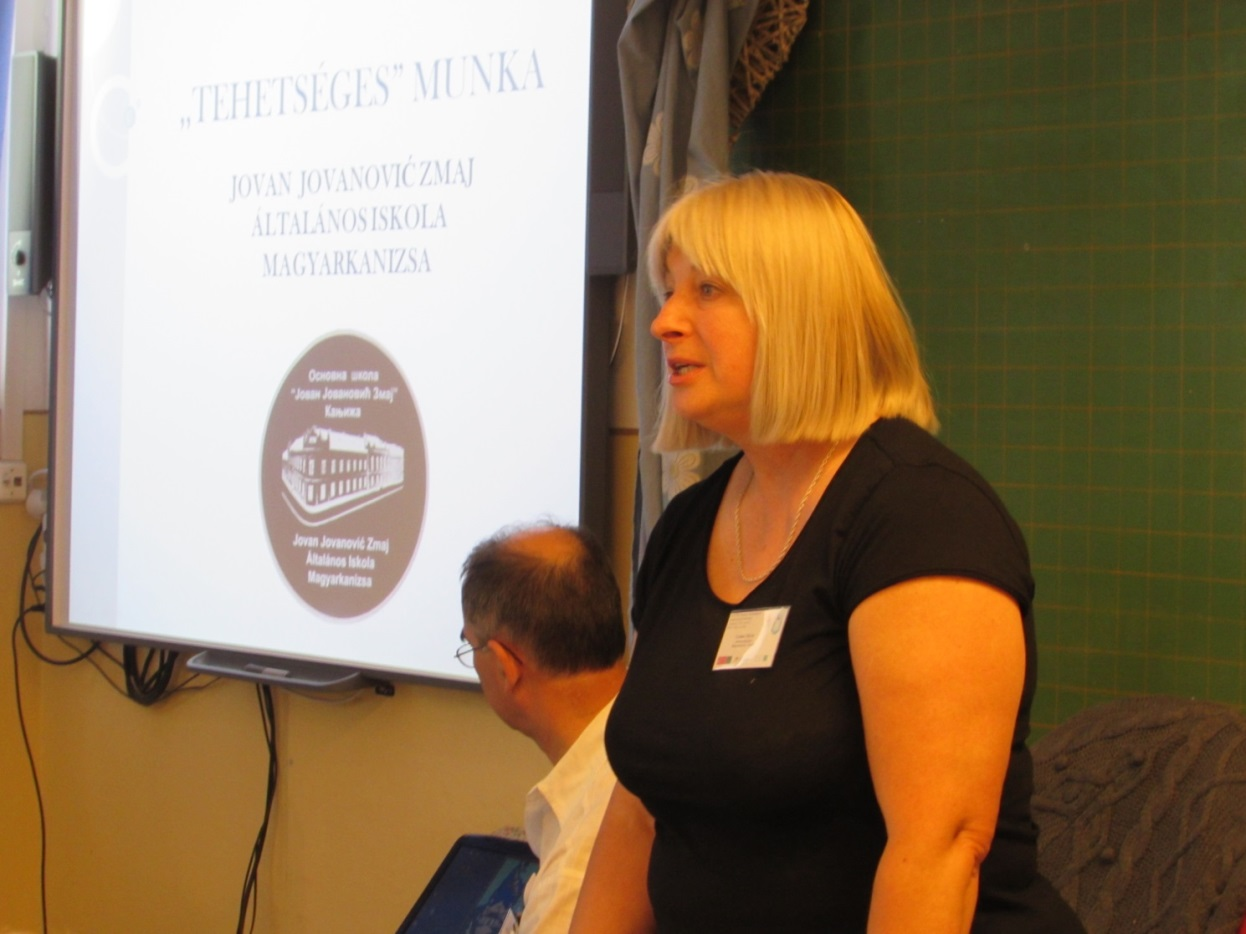 „TEHETSÉGES” MUNKA
JOVAN JOVANOVIĆ ZMAJ
ÁLTALÁNOS ISKOLA
MAGYARKANIZSA
Основна школа
"Јован Јовановић Змај"
Кањижа
Jovan Jovanović Zmaj
Általános Iskola
Magyarkanizsa